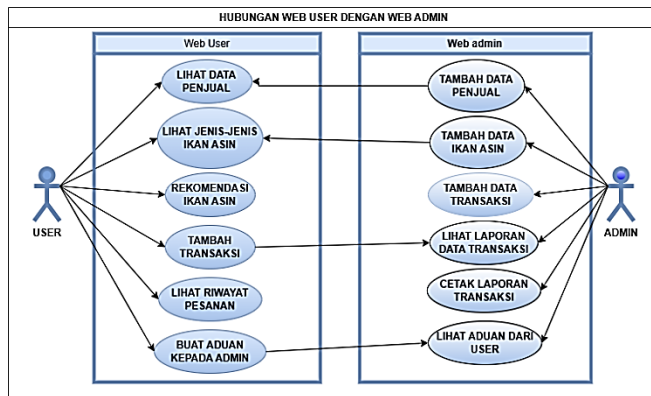 HUBUNGAN WEB USER DENGAN WEB ADMIN
Web User
Web admin
LIHAT DATA
PENJUAL
TAMBAH DATA
PENJUAL
LIHAT JENIS-JENIS
IKAN ASIN
TAMBAH DATA
IKAN ASIN
REKOMENDASI
IKAN ASIN
TAMBAH DATA
TRANSAKSI
USER
ADMIN
TAMBAH
TRANSAKSI
LIHAT LAPORAN
DATA TRANSAKSI
LIHAT RIWAYAT
PESANAN
CETAK LAPORAN
TRANSAKSI
BUAT ADUAN
KEPADA ADMIN
LIHAT ADUAN DARI
USER